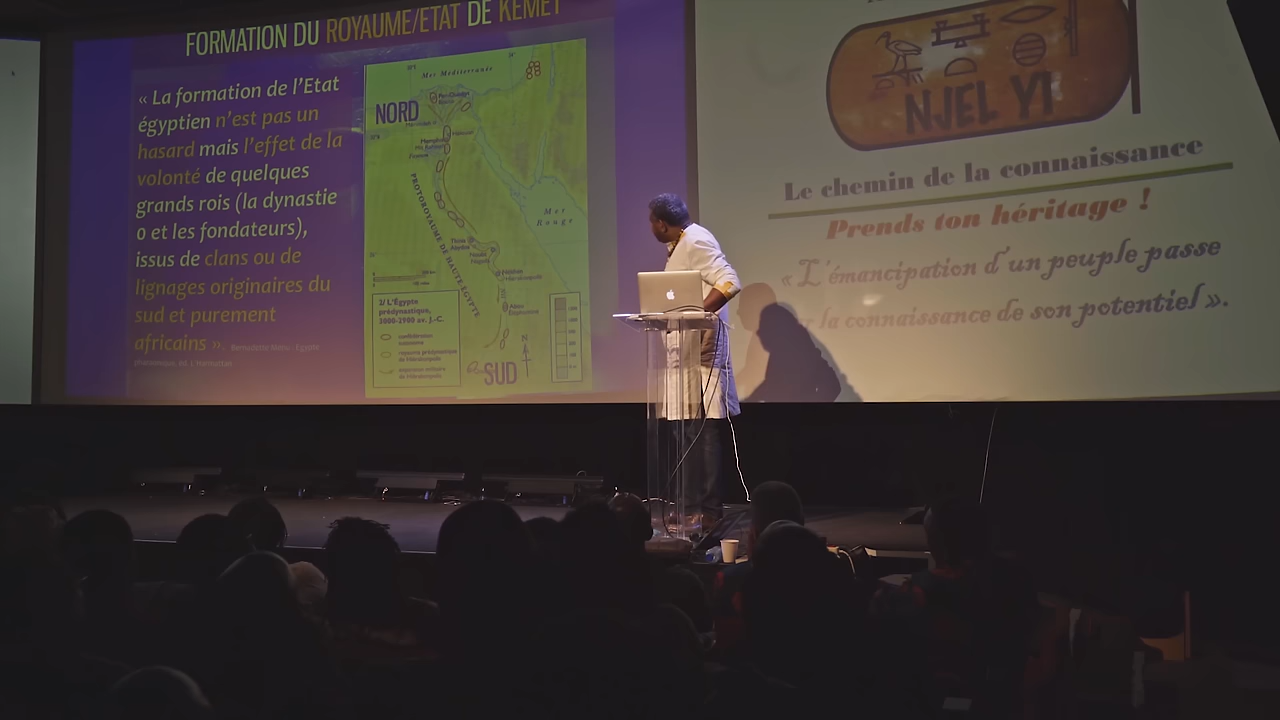 FORMATION DU ROYAUME/ETAT DE KEMET
« La formation de l'Etat
égyptien n'est pas un
hasard mais l'effet de la
volonté de quelques
grands rois (la dynastie
0 et les fondateurs),
issus de clans ou de
lignages originaires du
sud et purement
africains ».
Mer Méditerranée
NORD
Mer
Rouge
PROTOROYAUME DE HAUTE ÉGYPTE
3/ L'Égypte
prédynastique,
SUD
N
NJEL YI
Le chemin de la connaissance
Prends ton héritage !
« L'émancipation d'un peuple passe
la connaissance de son potentiel ».